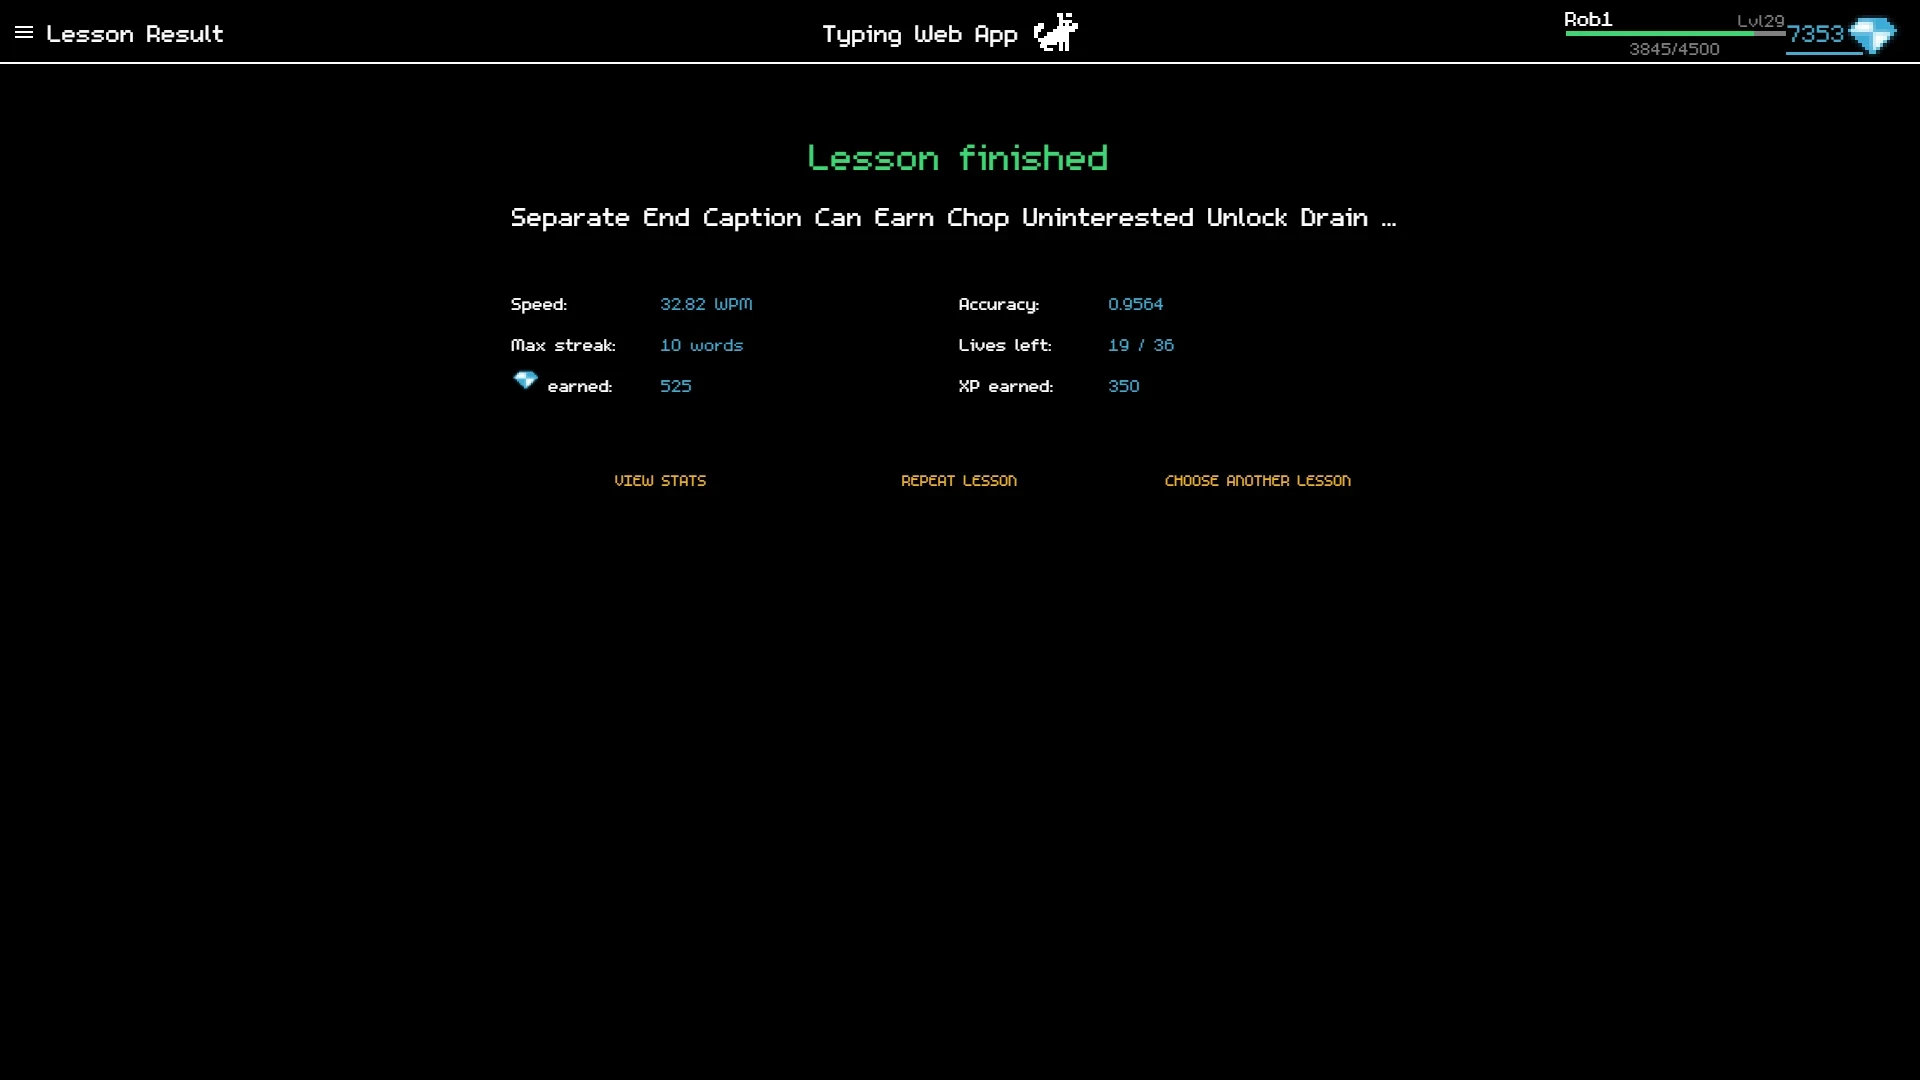 Lesson Result
Typing Web App
Rob1 Lvl29
3845/4500
7353
Lesson finished
Separate End Caption Can Earn Chop Uninterested Unlock Drain ...
Speed: 32.82 WPM Accuracy: 0.9564
Max streak: 10 words Lives left: 19 / 36
earned: 525 XP earned: 350
VIEW STATS REPEAT LESSON CHOOSE ANOTHER LESSON